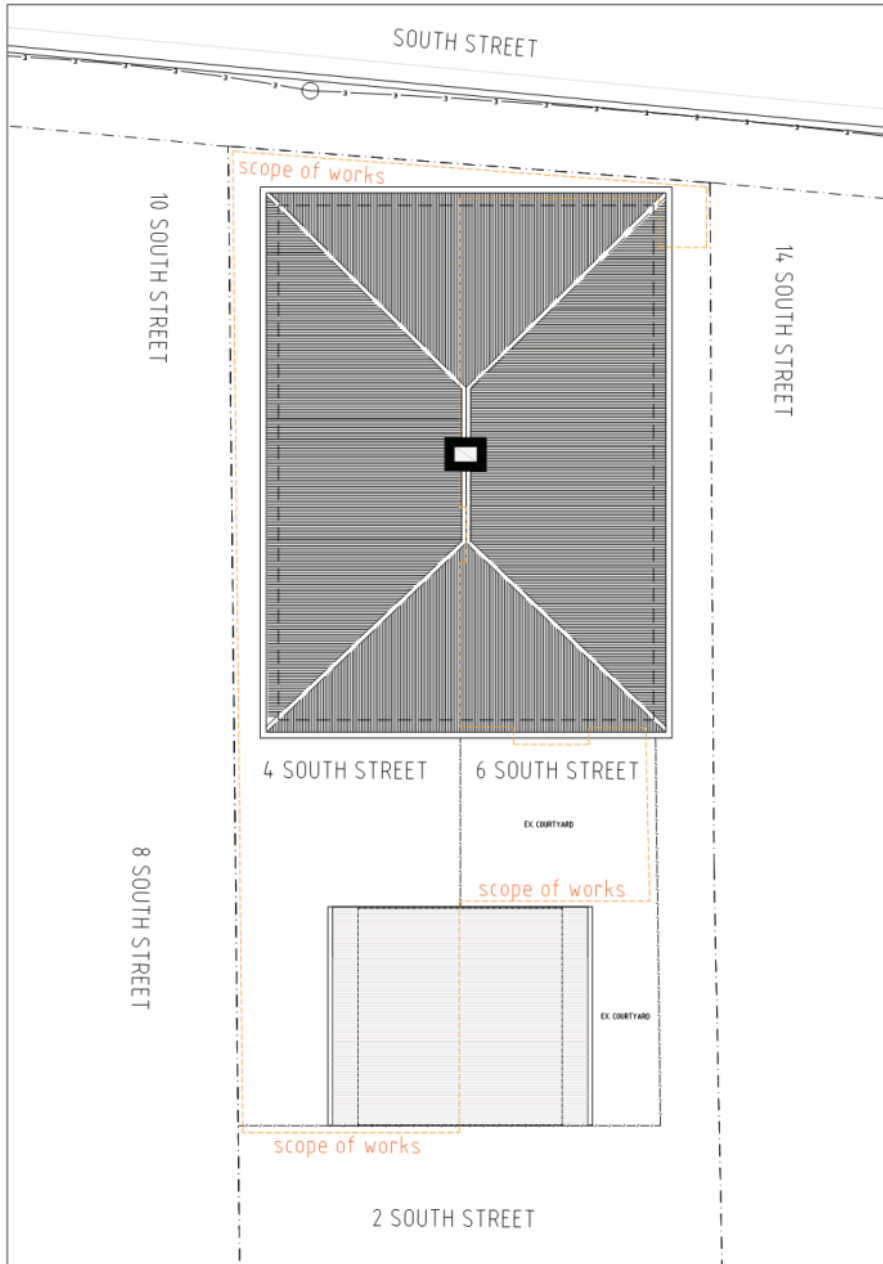 SOUTH STREET
scope of works
10 SOUTH STREET
14 SOUTH STREET
4 SOUTH STREET
6 SOUTH STREET
EX. COURTYARD
8 SOUTH STREET
scope of works
EX. COURTYARD
scope of works
2 SOUTH STREET